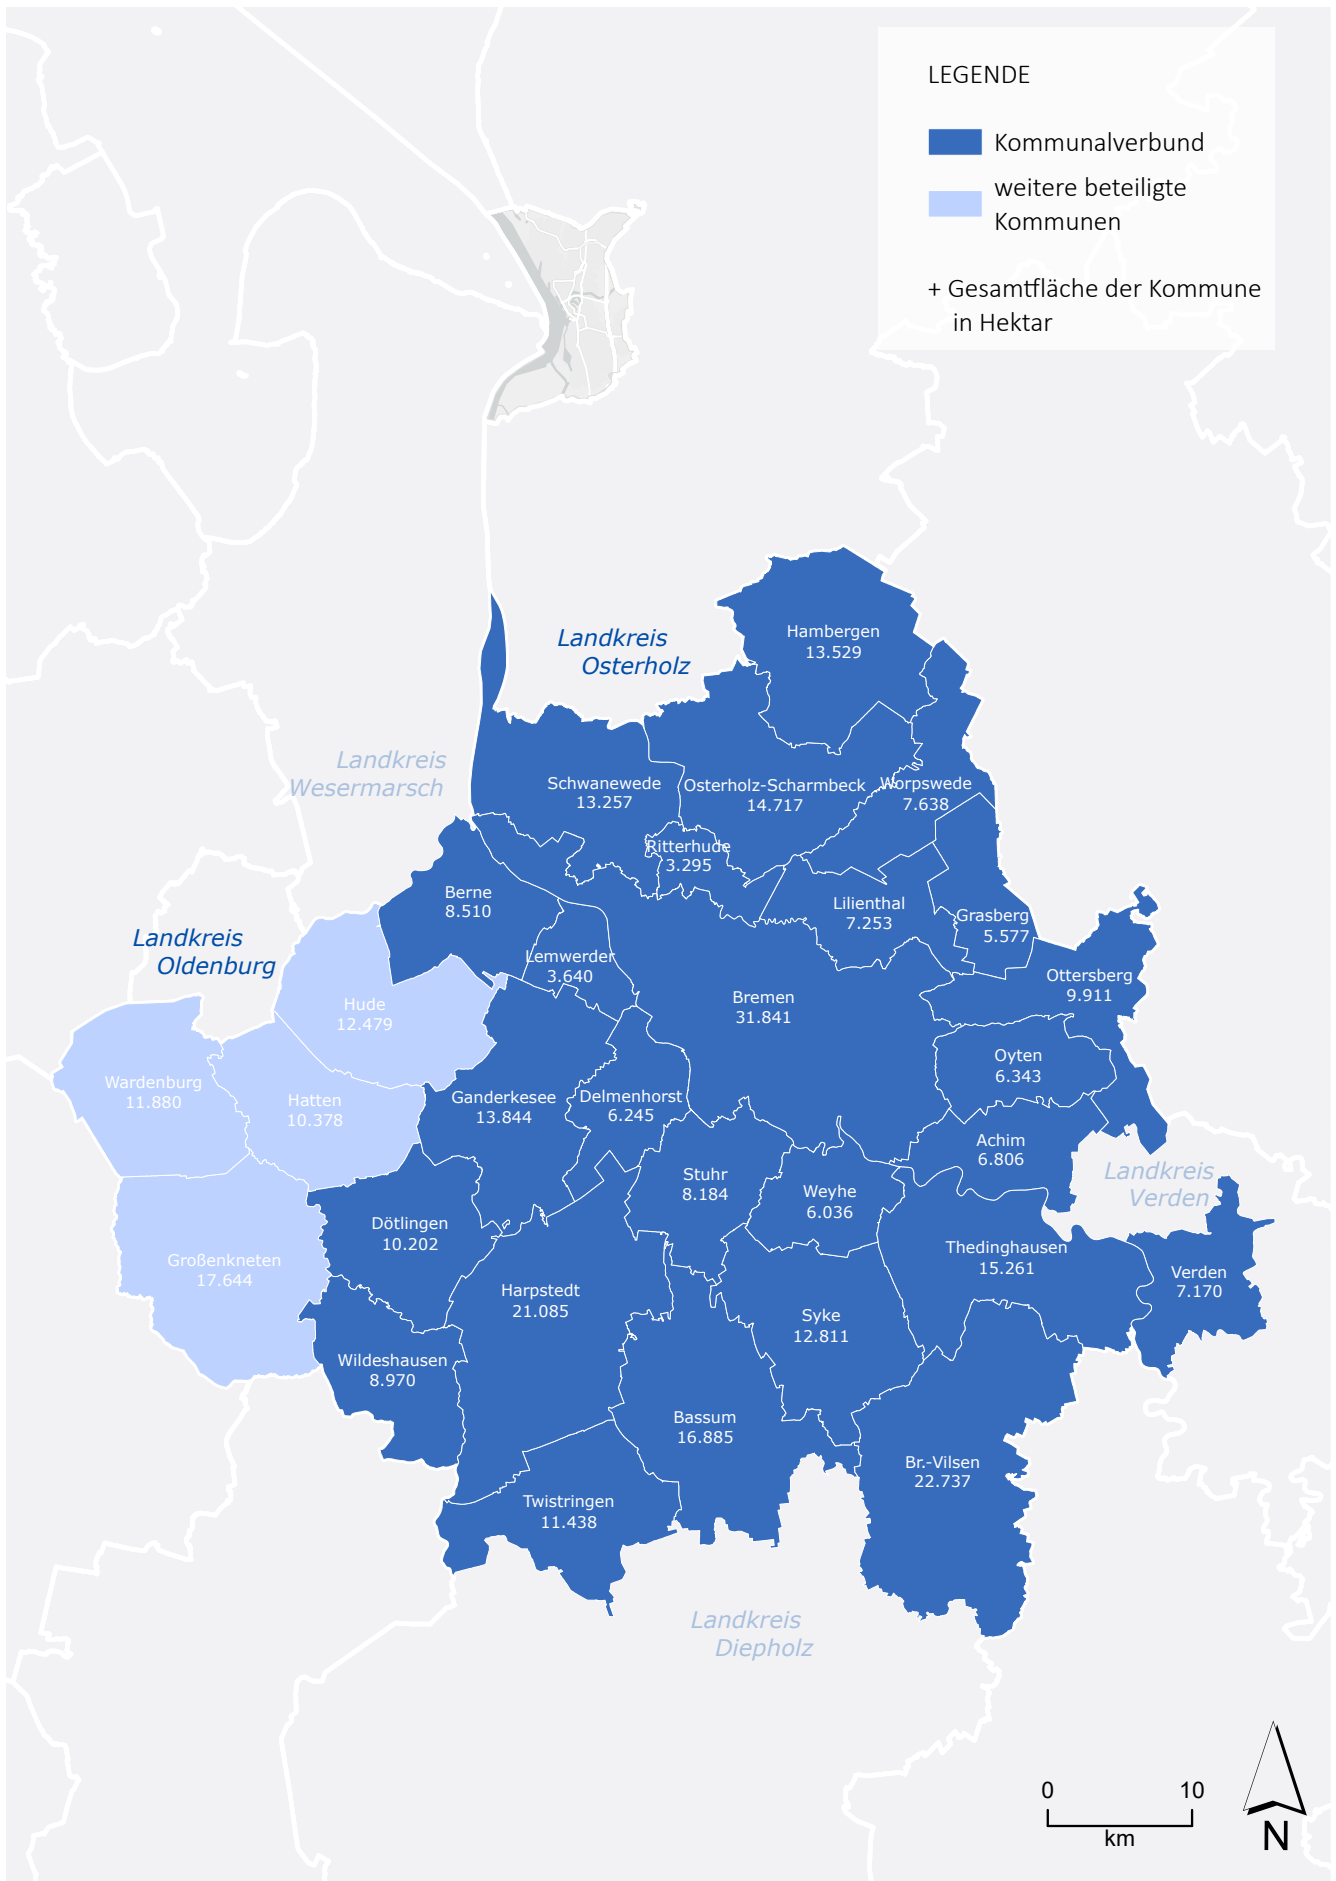 LEGENDE
Kommunalverbund
weitere beteiligte
Kommunen
+ Gesamtfläche der Kommune
in Hektar
Landkreis
Osterholz
Hambergen
13.529
Landkreis
Wesermarsch
Schwanewede
13.257
Osterholz-Scharmbeck
14.717
Worpswede
7.638
Ritterhude
3.295
Berne
8.510
Lilienthal
7.253
Grasberg
5.577
Landkreis
Oldenburg
Lemwerder
3.640
Ottersberg
9.911
Hude
12.479
Bremen
31.841
Oyten
6.343
Wardenburg
11.880
Hatten
10.378
Ganderkesee
13.844
Delmenhorst
6.245
Achim
6.806
Stuhr
8.184
Weyhe
6.036
Landkreis
Verden
Dötlingen
10.202
Großenkneten
17.644
Thedinghausen
15.261
Verden
7.170
Harpstedt
21.085
Syke
12.811
Wildeshausen
8.970
Bassum
16.885
Br.-Vilsen
22.737
Twistringen
11.438
Landkreis
Diepholz
0 10
km
N